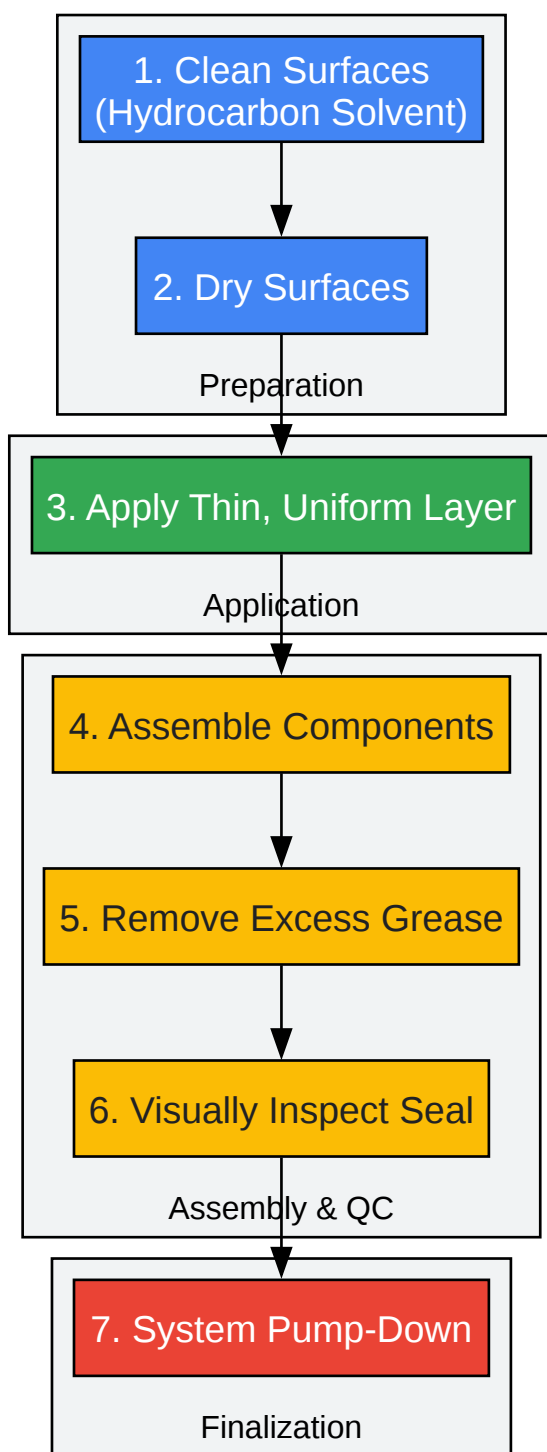 1. Clean Surfaces
(Hydrocarbon Solvent)
2. Dry Surfaces
Preparation
3. Apply Thin, Uniform Layer
Application
4. Assemble Components
5. Remove Excess Grease
6. Visually Inspect Seal
Assembly & QC
7. System Pump-Down
Finalization